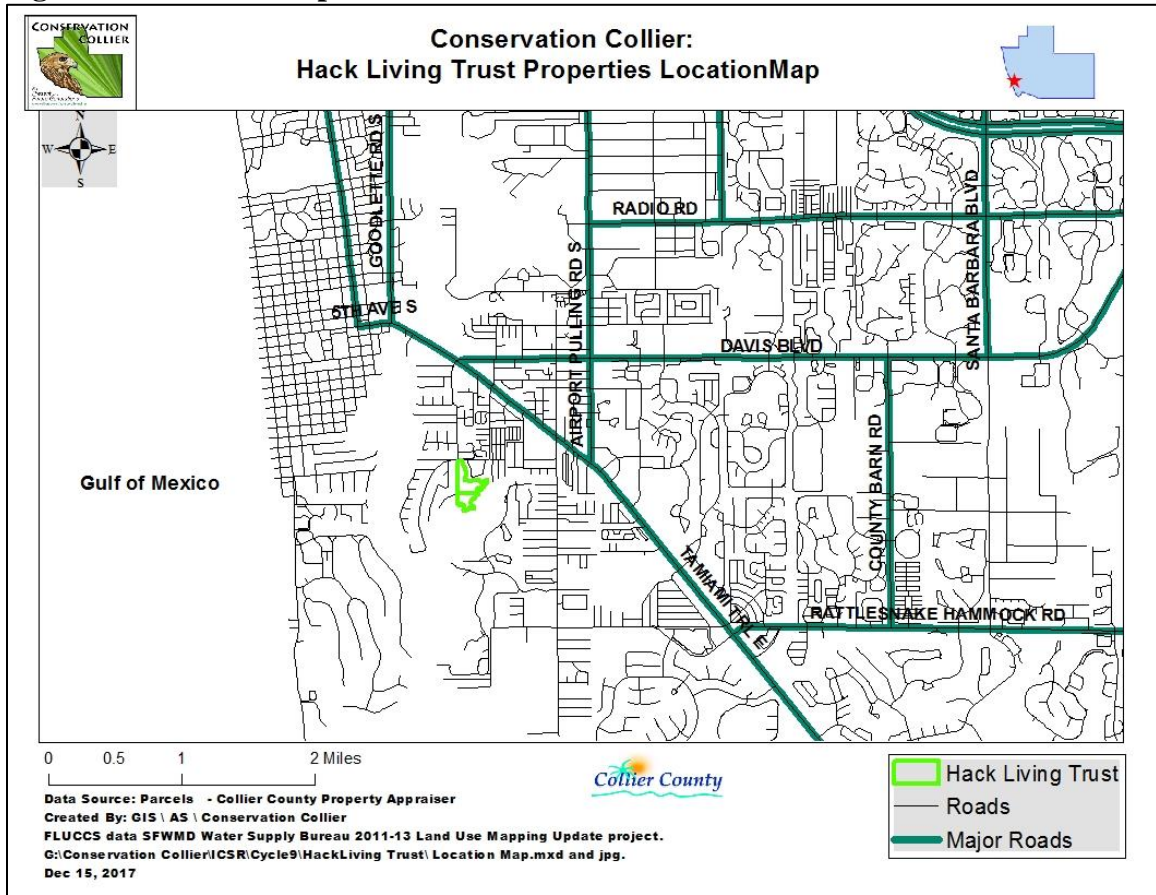 CONSERVATION
COLLIER
Conservation Collier:
Hack Living Trust Properties LocationMap
N
W E
S
GOODLETTE RD S
RADIO RD
SANTA BARBARA BLVD
AIRPORT PULLING RD S
5TH AVE S
DAVIS BLVD
COUNTY BARN RD
Gulf of Mexico
TAMIAMI TRL E
RATTLESNAKE HAMMOCK RD
0 0.5 1 2 Miles
Collier County
Hack Living Trust
Roads
Major Roads
Data Source: Parcels - Collier County Property Appraiser
Created By: GIS \ AS \ Conservation Collier
FLUCCS data SFWMD Water Supply Bureau 2011-13 Land Use Mapping Update project.
G:\Conservation Collier\ICSR\Cycle9\HackLiving Trust\ Location Map.mxd and jpg.
Dec 15, 2017